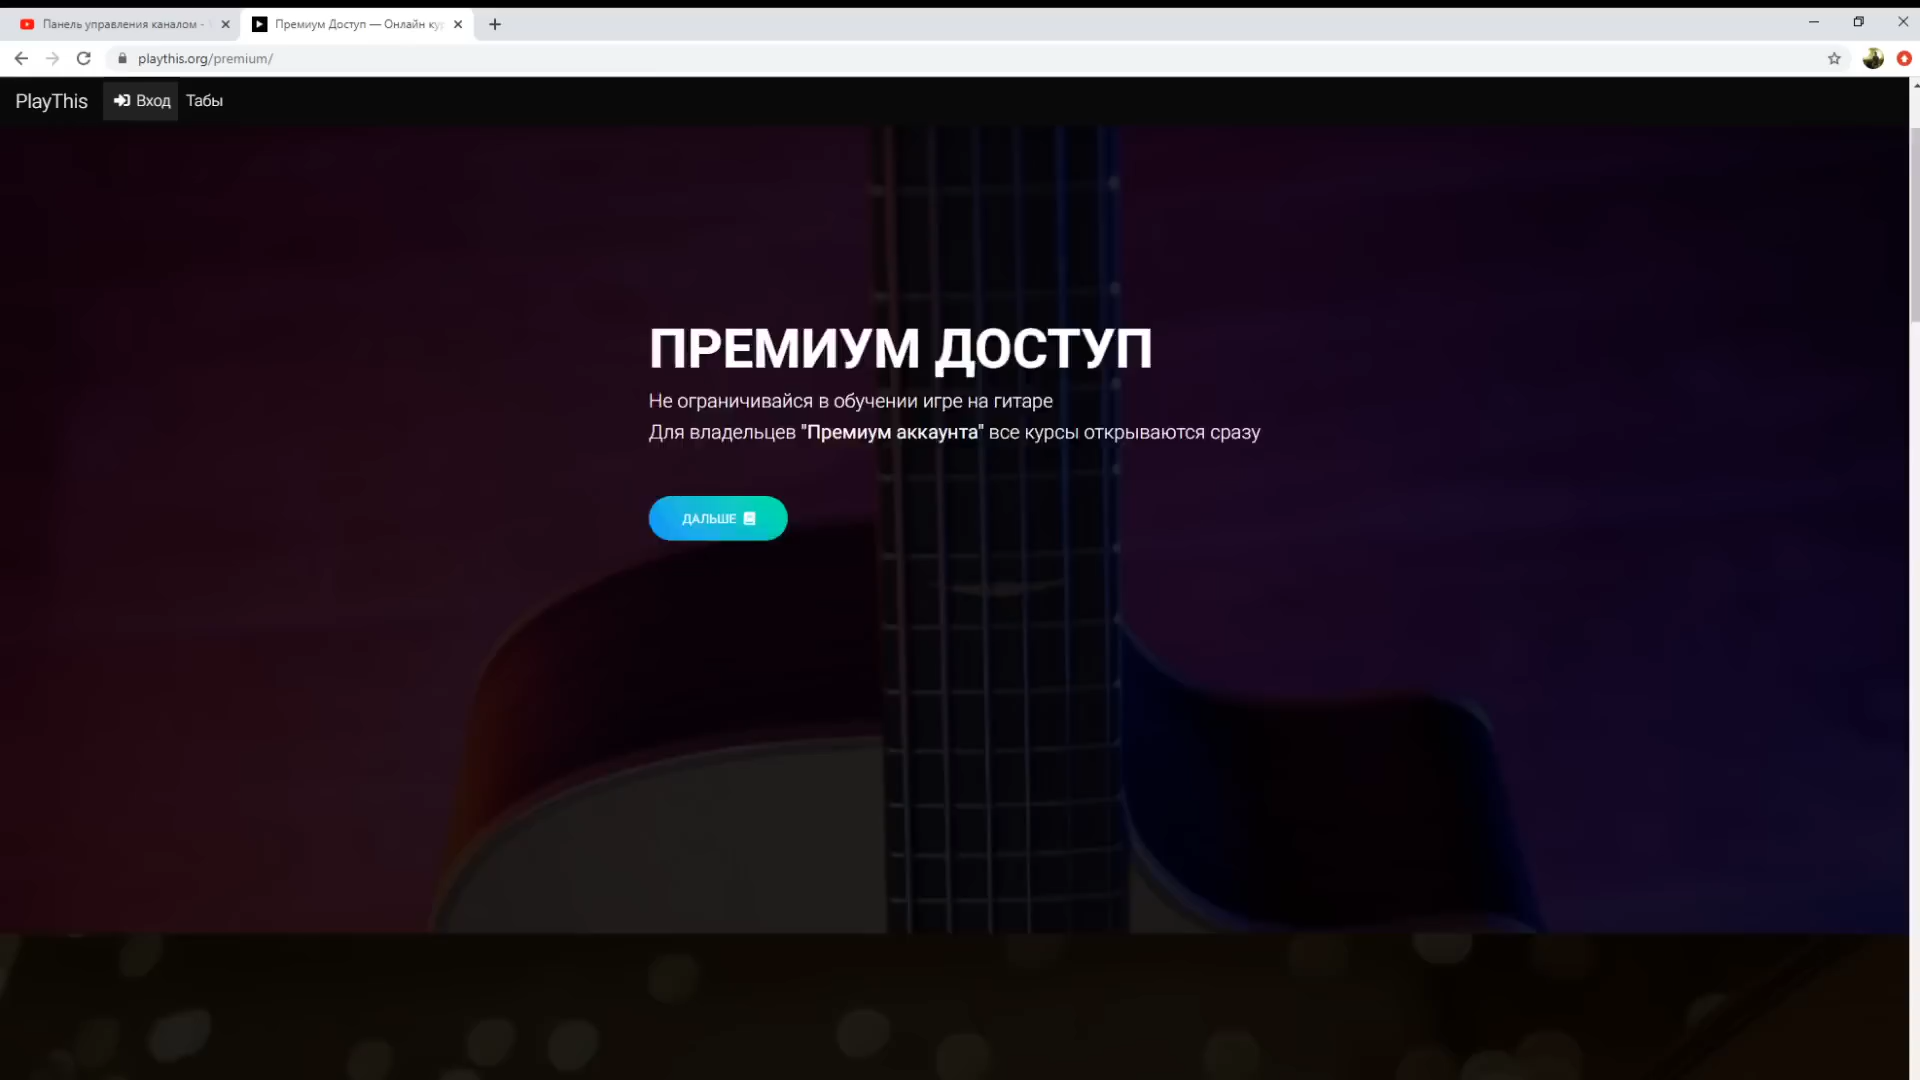 Панель управления каналом -
Премиум Доступ — Онлайн ку
playthis.org/premium/
PlayThis
Вход
Табы
ПРЕМИУМ ДОСТУП
Не ограничивайся в обучении игре на гитаре
Для владельцев "Премиум аккаунта" все курсы открываются сразу
ДАЛЬШЕ